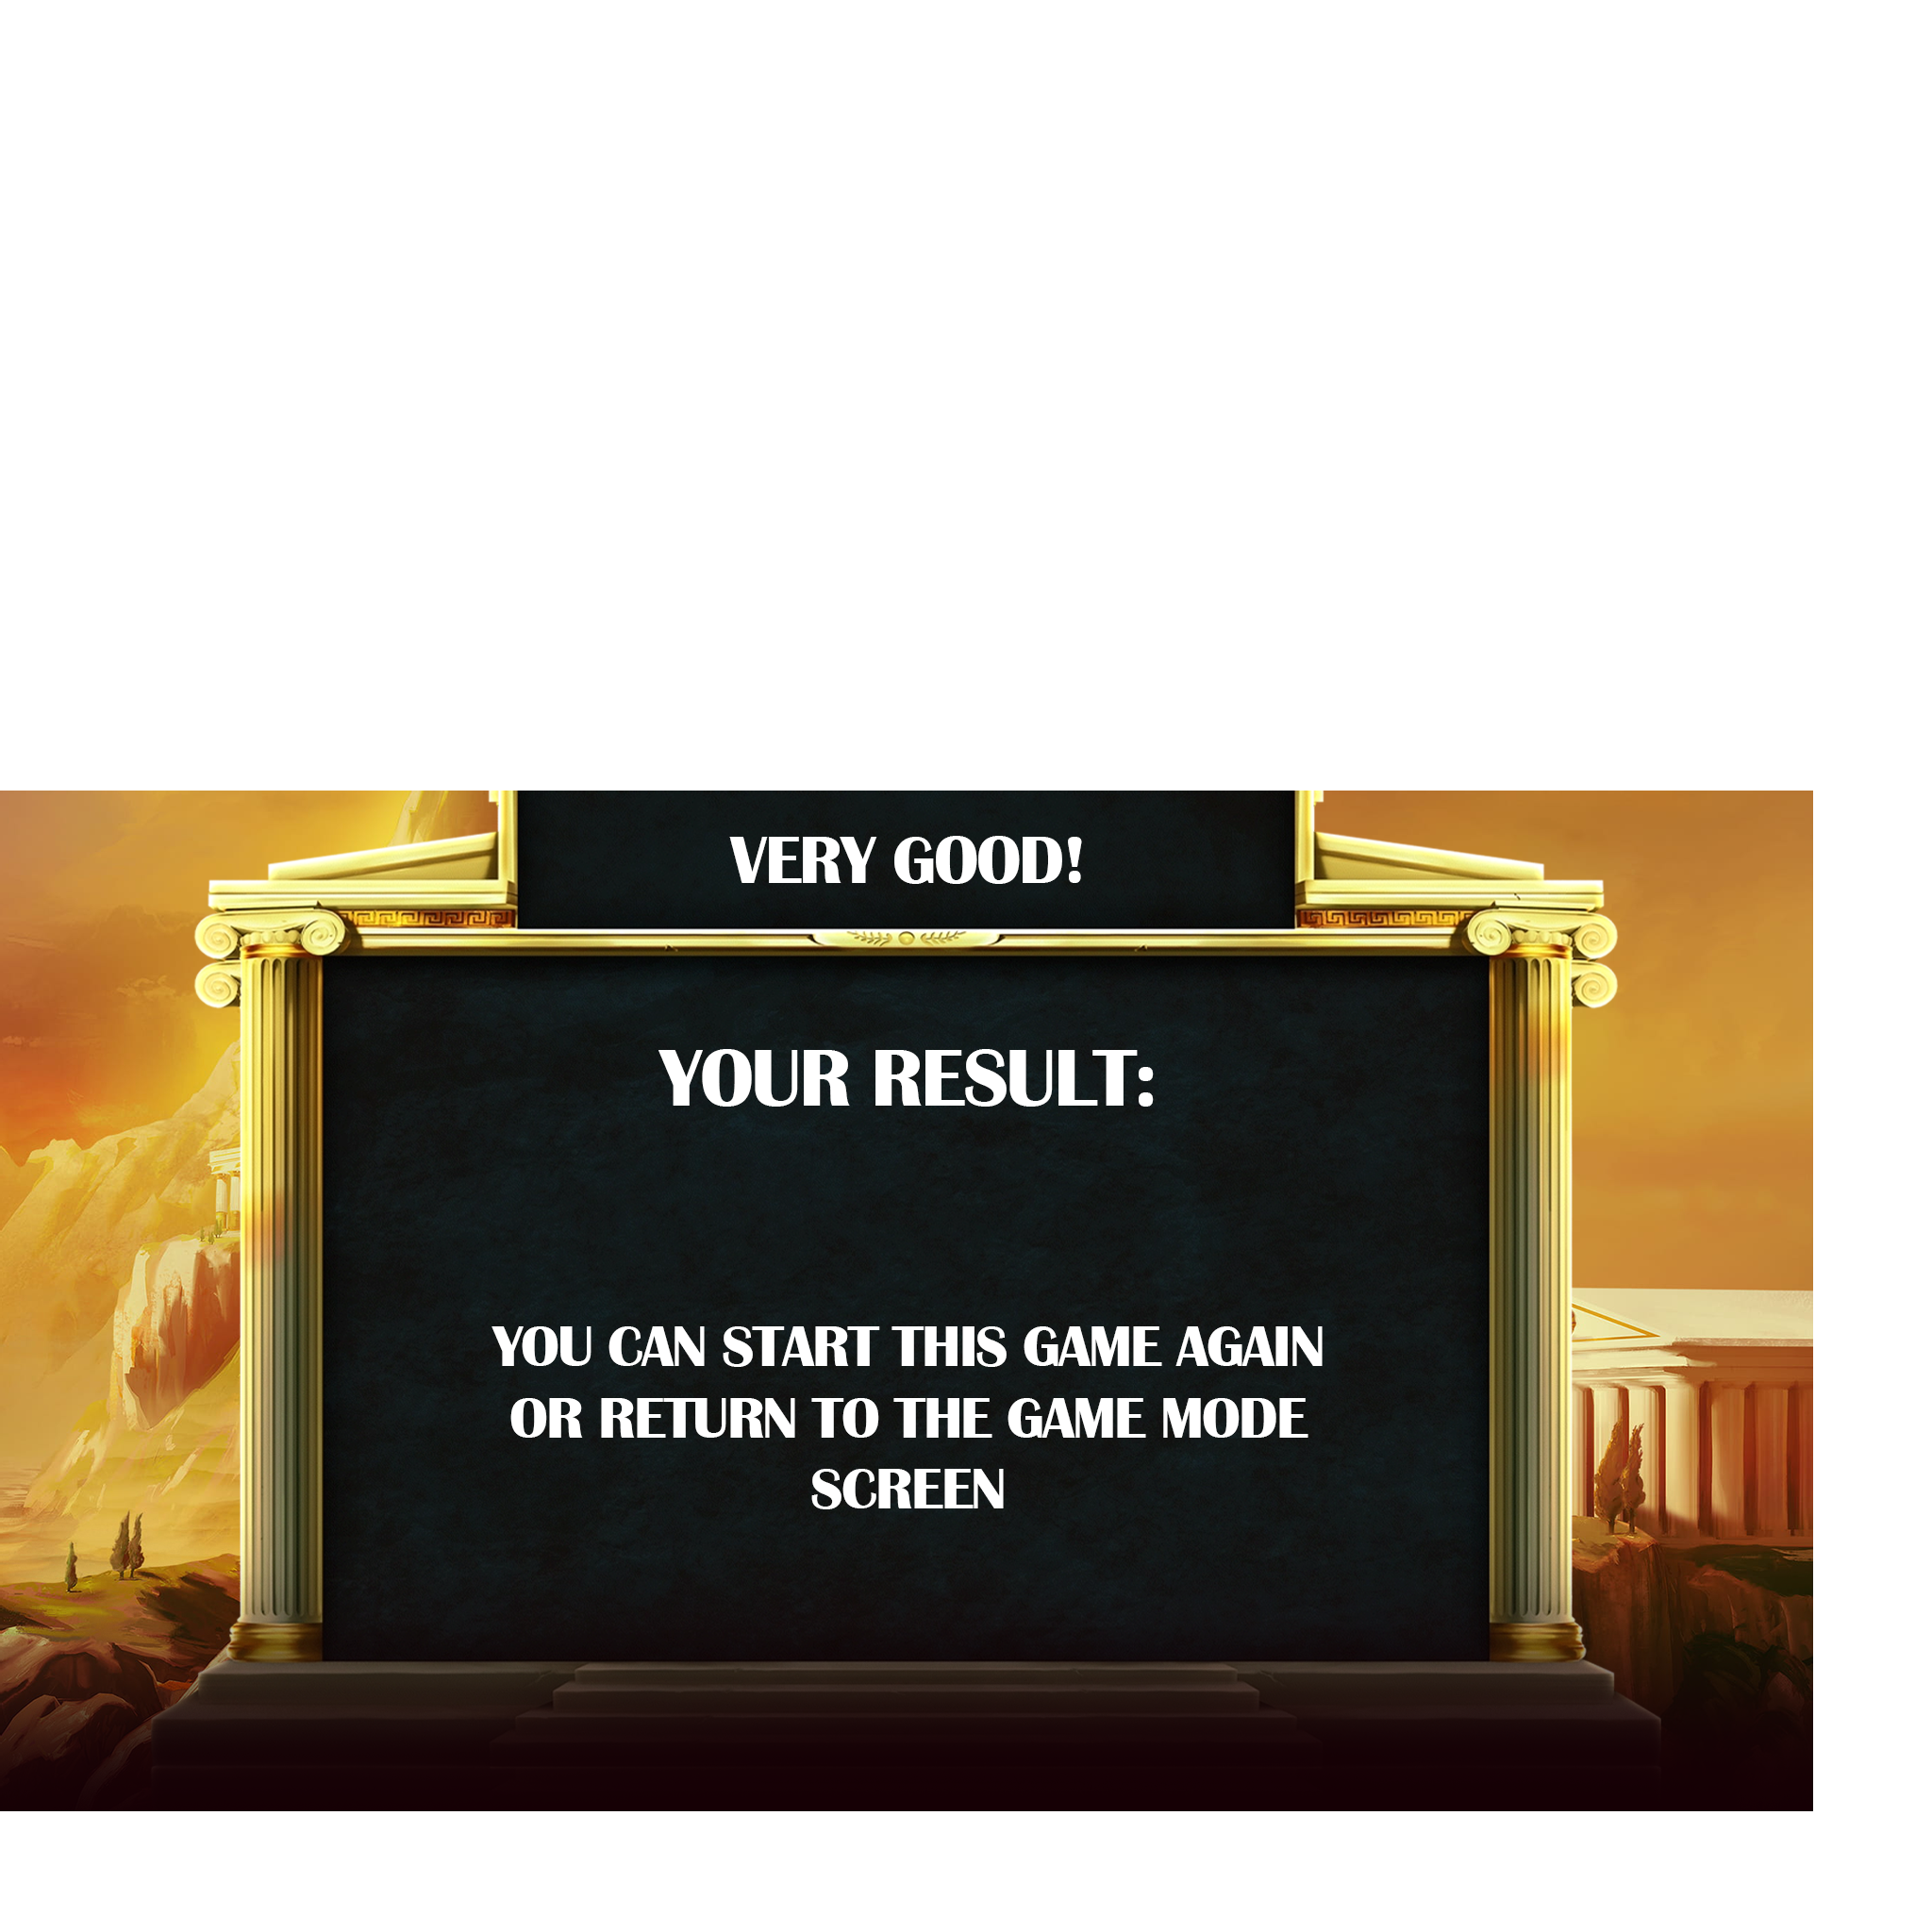 VERY GOOD!
YOUR RESULT:
YOU CAN START THIS GAME AGAIN
OR RETURN TO THE GAME MODE
SCREEN